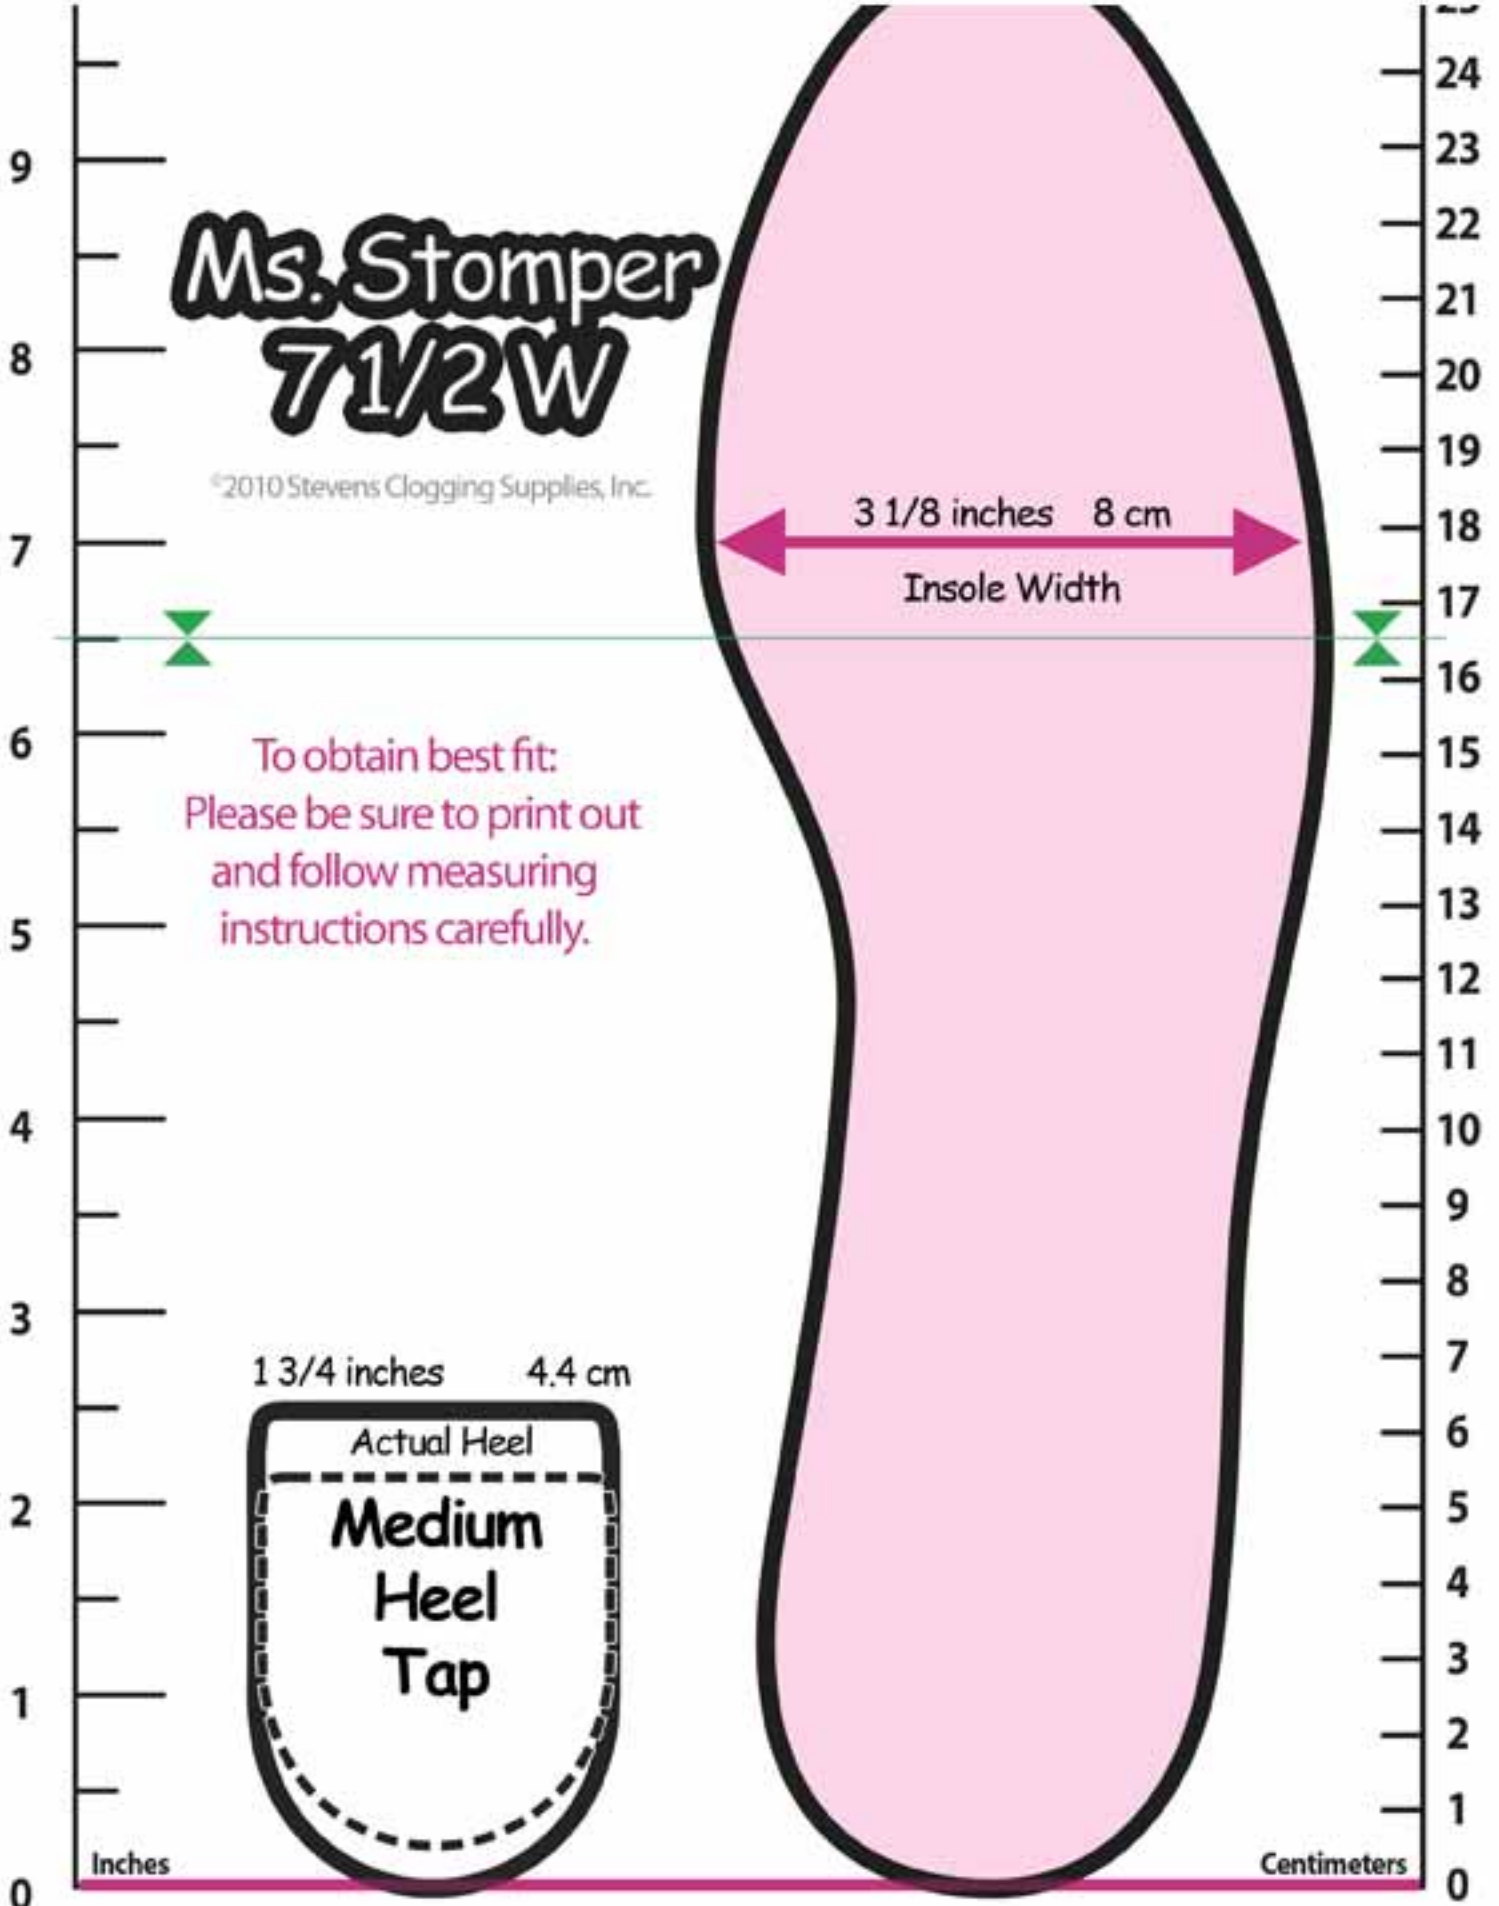 Ms. Stomper
7 1/2 W
©2010 Stevens Clogging Supplies, Inc.
3 1/8 inches 8 cm
Insole Width
To obtain best fit:
Please be sure to print out
and follow measuring
instructions carefully.
1 3/4 inches 4.4 cm
Actual Heel
Medium
Heel
Tap
Inches
9
8
7
6
5
4
3
2
1
0
Centimeters
24
23
22
21
20
19
18
17
16
15
14
13
12
11
10
9
8
7
6
5
4
3
2
1
0